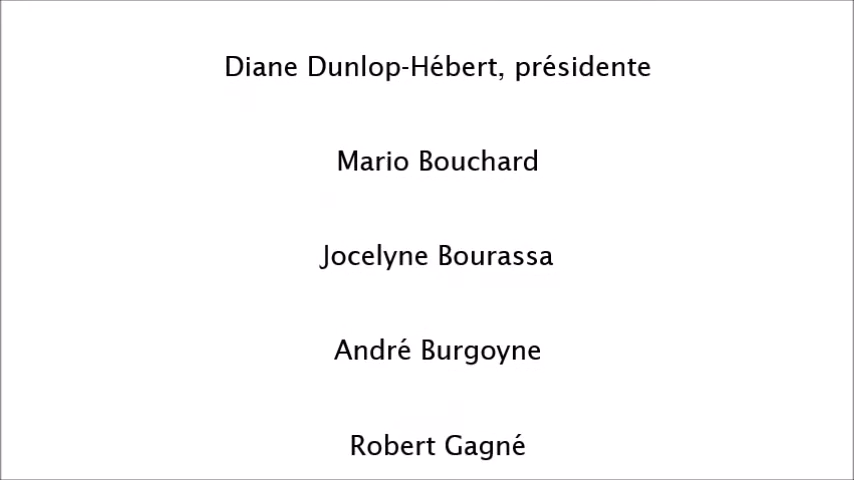 Diane Dunlop-Hébert, présidente
Mario Bouchard
Jocelyne Bourassa
André Burgoyne
Robert Gagné